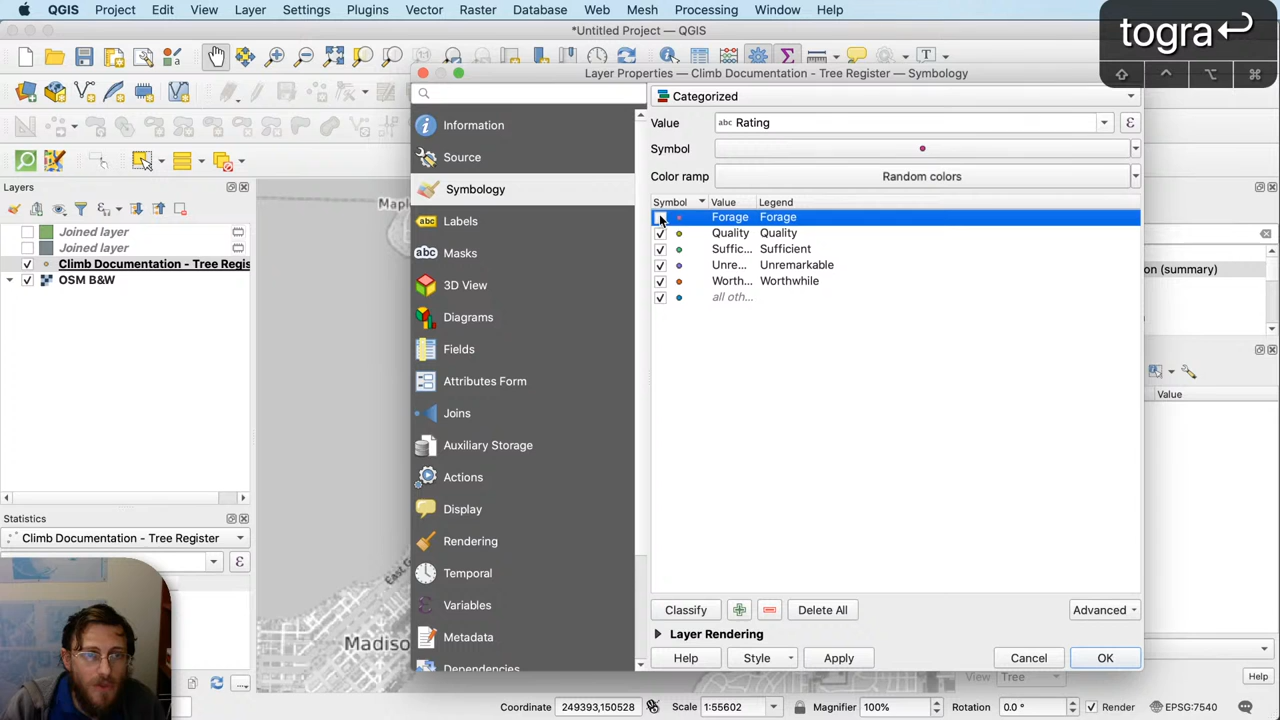 QGIS Project Edit View Layer Settings Plugins Vector Raster Database Web Mesh Processing Window Help
togra↩
*Untitled Project — QGIS
Layer Properties — Climb Documentation - Tree Register — Symbology
Categorized
Value abc Rating ε
Symbol
Color ramp Random colors
Symbol Value Legend
Forage Forage
Quality Quality
Suffic... Sufficient
Unre... Unremarkable
Worth... Worthwhile
all oth...
Information
Source
Symbology
abc Labels
abc Masks
3D View
Diagrams
Fields
Attributes Form
Joins
Auxiliary Storage
Actions
Display
Rendering
Temporal
Variables
Metadata
Dependencies
Classify Delete All Advanced
Layer Rendering
Help Style Apply Cancel OK
Layers
Joined layer
Joined layer
Climb Documentation - Tree Regis
OSM B&W
Statistics
Climb Documentation - Tree Register
ε
Maple
Madiso
on (summary)
Value
View Tree
Help
Coordinate 249393,150528 Scale 1:55602 Magnifier 100% Rotation 0.0 ° Render EPSG:7540